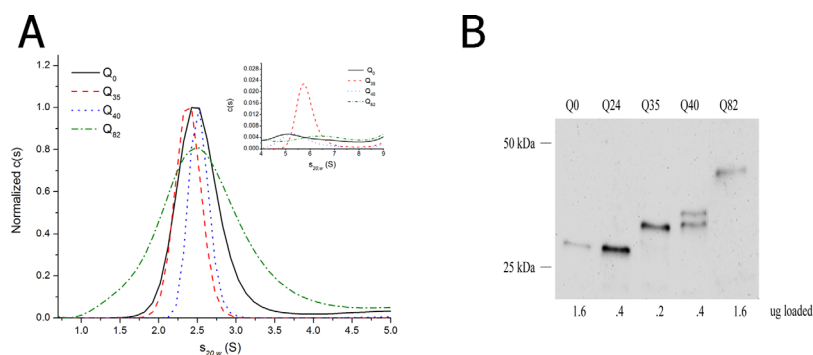 A
B
Q0
Q35
Q40
Q82
Normalized c(s)
1.2
1.0
0.8
0.6
0.4
0.2
0.0
1.0 1.5 2.0 2.5 3.0 3.5 4.0 4.5 5.0
s20,w (S)
c(s)
0.028
0.024
0.020
0.016
0.012
0.008
0.004
0.000
4 5 6 7 8 9
s20,w (S)
Q0
Q35
Q40
Q82
Q0 Q24 Q35 Q40 Q82
50 kDa
25 kDa
1.6 .4 .2 .4 1.6 ug loaded